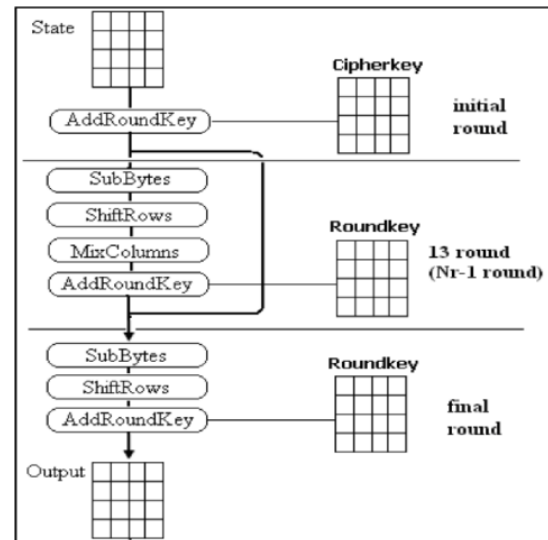 State
Cipherkey
AddRoundKey
initial
round
SubBytes
ShiftRows
MixColumns
AddRoundKey
Roundkey
13 round
(Nr-1 round)
SubBytes
ShiftRows
AddRoundKey
Roundkey
final
round
Output